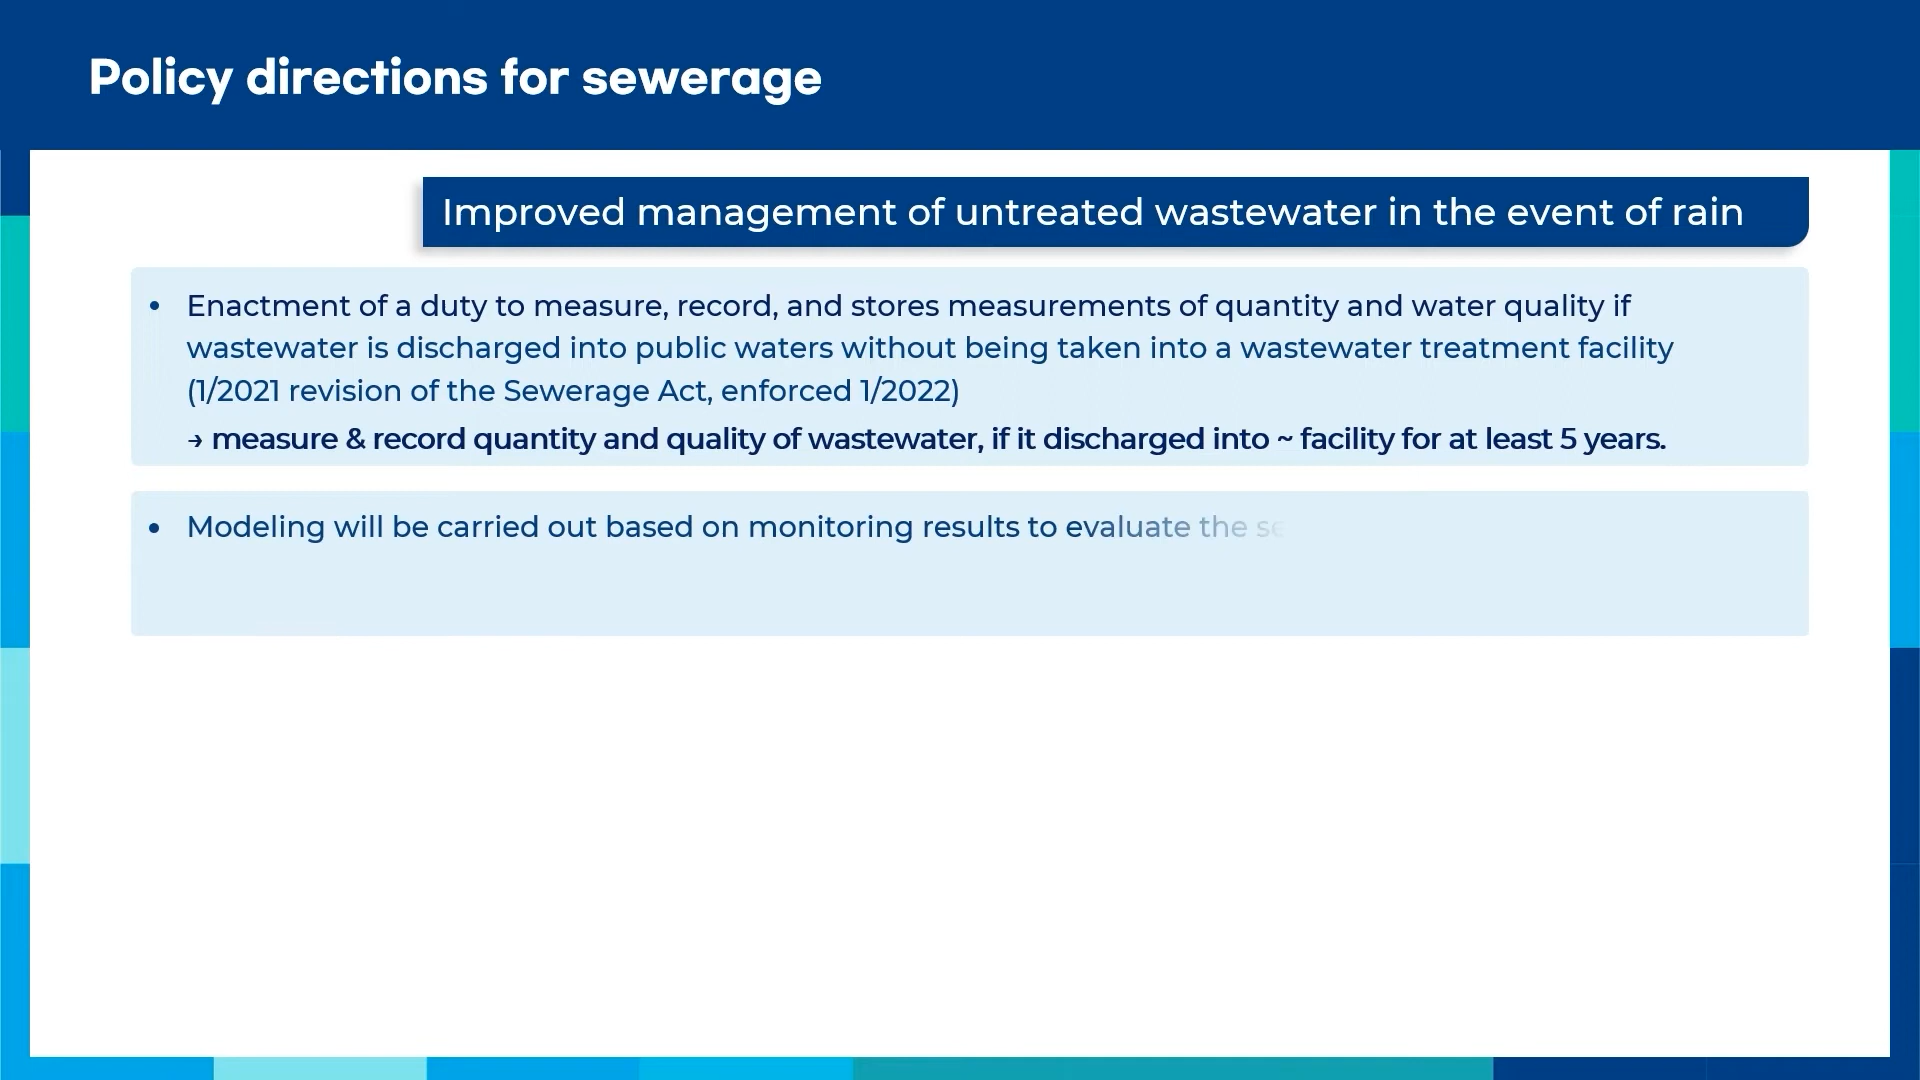 Policy directions for sewerage
Improved management of untreated wastewater in the event of rain
• Enactment of a duty to measure, record, and stores measurements of quantity and water quality if
wastewater is discharged into public waters without being taken into a wastewater treatment facility
(1/2021 revision of the Sewerage Act, enforced 1/2022)
→ measure & record quantity and quality of wastewater, if it discharged into ~ facility for at least 5 years.
• Modeling will be carried out based on monitoring results to evaluate the